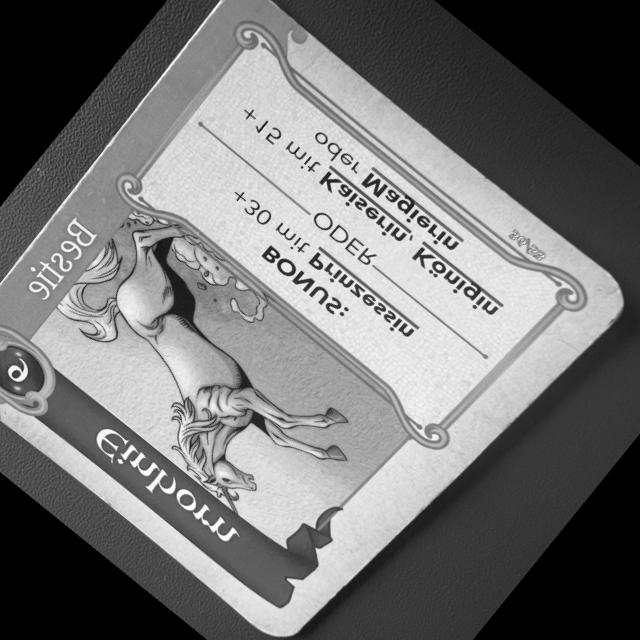 9
Einhorn
Bestie
BONUS:
+30 mit Prinzessin
ODER
+15 mit Kaiserin, Königin
oder Magierin